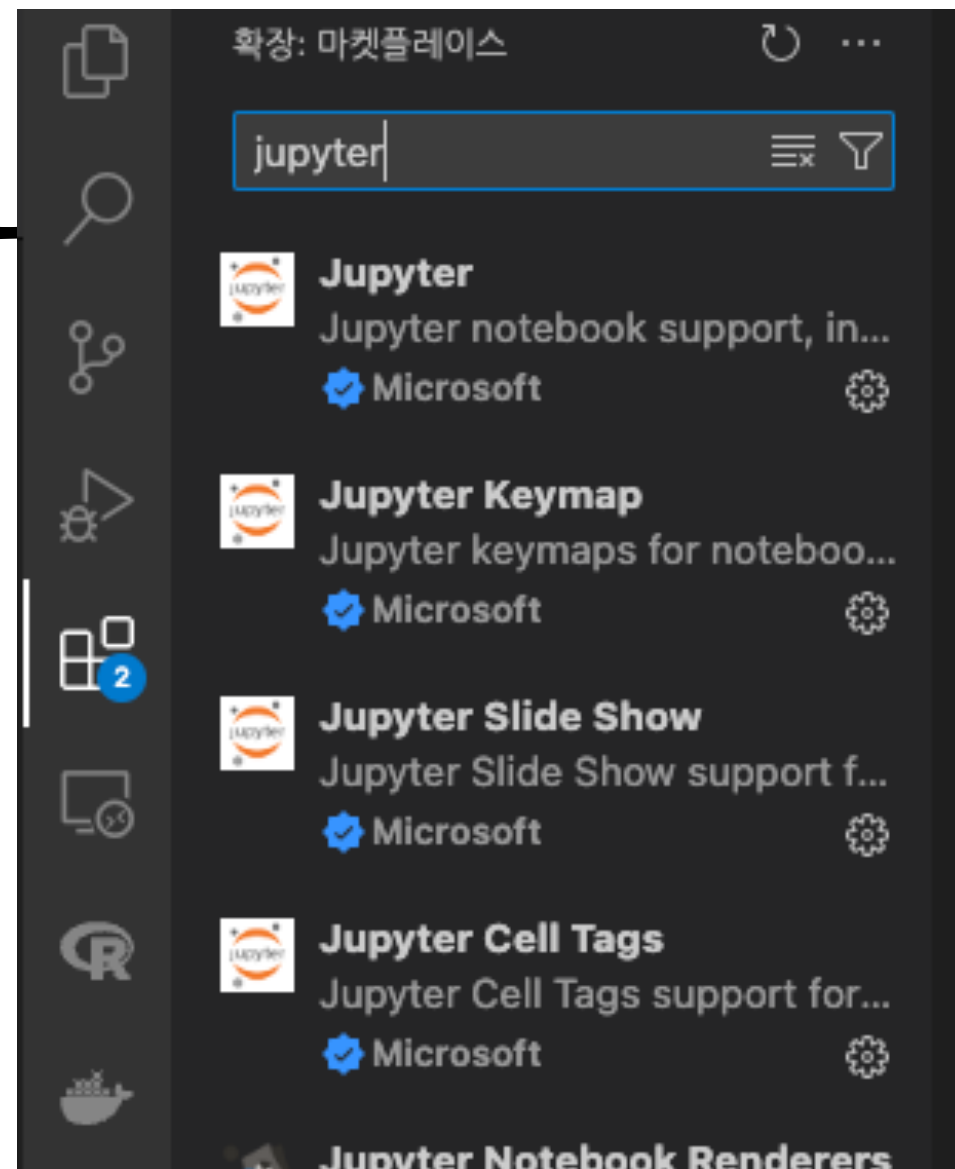 확장: 마켓플레이스
jupyter
Jupyter
Jupyter notebook support, in...
Microsoft
Jupyter Keymap
Jupyter keymaps for noteboo...
Microsoft
2
Jupyter Slide Show
Jupyter Slide Show support f...
Microsoft
R
Jupyter Cell Tags
Jupyter Cell Tags support for...
Microsoft
Jupyter Notebook Renderers